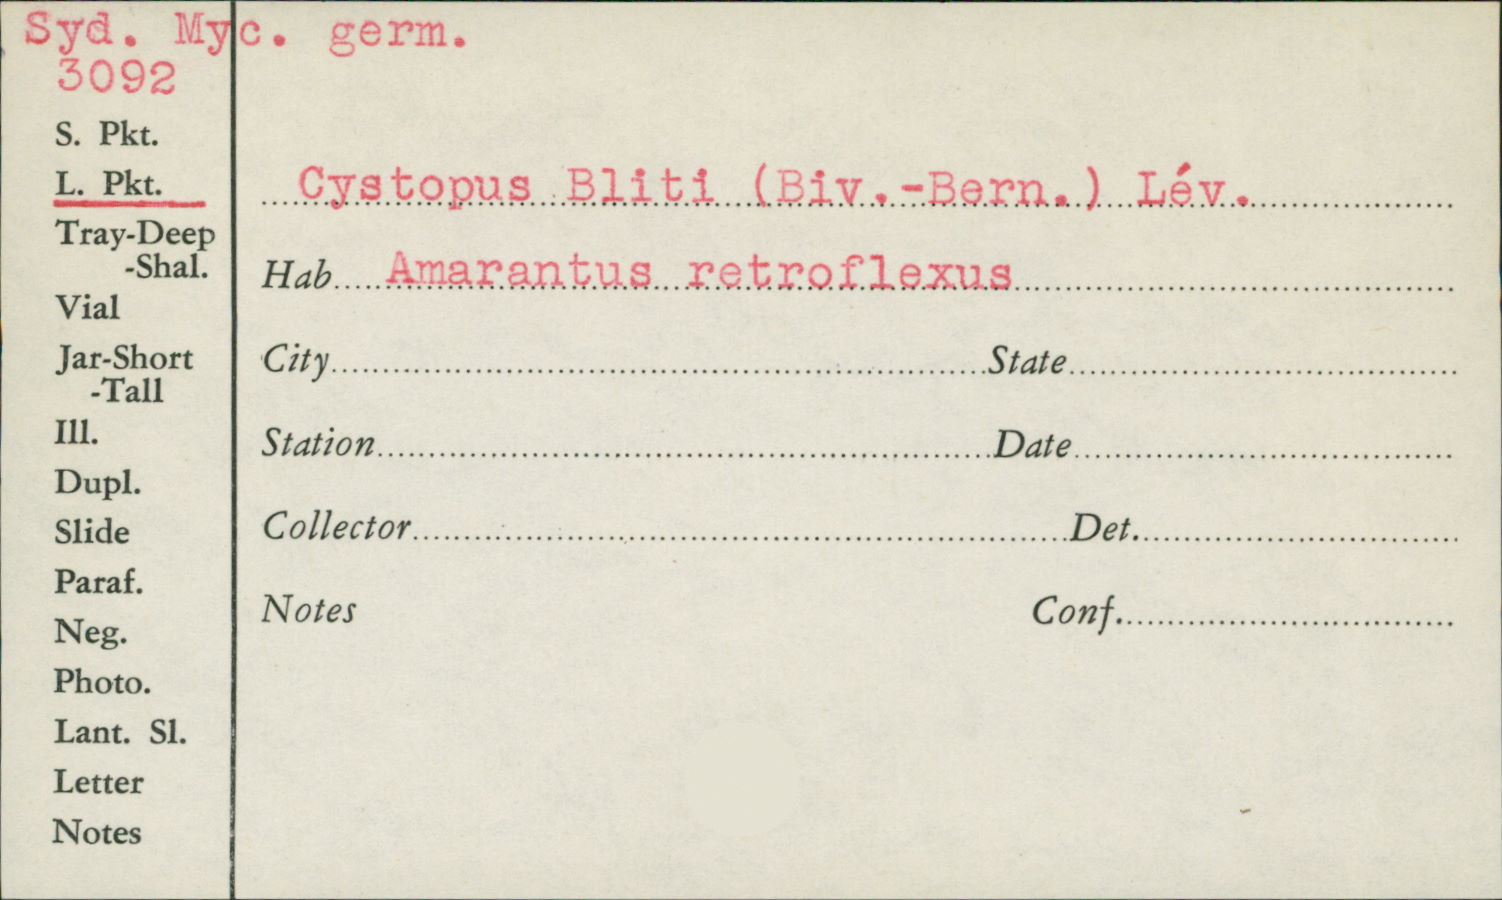 Syd. Myc. germ.
3092
S. Pkt.
L. Pkt.
Tray-Deep
-Shal.
Vial
Jar-Short
-Tall
Ill.
Dupl.
Slide
Paraf.
Neg.
Photo.
Lant. Sl.
Letter
Notes
Cystopus Bliti (Biv.-Bern.) Lév.
Hab.....Amarantus retroflexus
City State
Station Date
Collector Det.
Notes Conf.